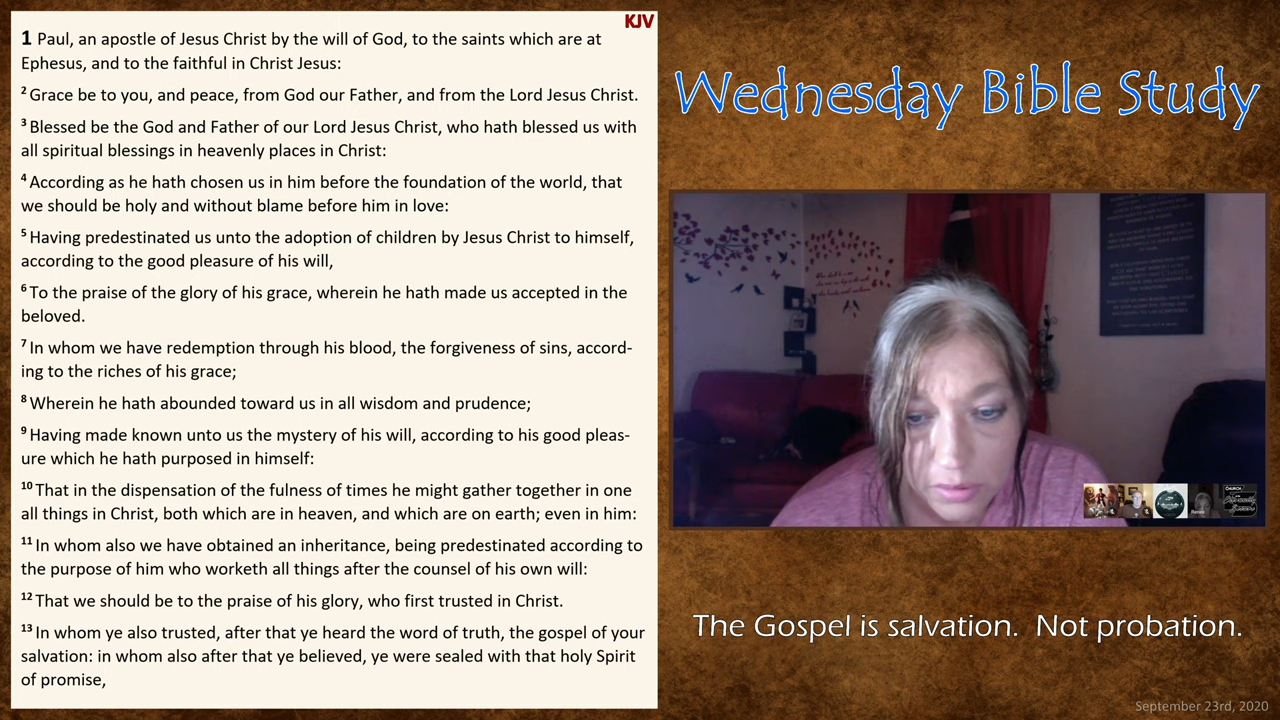 KJV
1 Paul, an apostle of Jesus Christ by the will of God, to the saints which are at
Ephesus, and to the faithful in Christ Jesus:
2 Grace be to you, and peace, from God our Father, and from the Lord Jesus Christ.
3 Blessed be the God and Father of our Lord Jesus Christ, who hath blessed us with
all spiritual blessings in heavenly places in Christ:
4 According as he hath chosen us in him before the foundation of the world, that
we should be holy and without blame before him in love:
5 Having predestinated us unto the adoption of children by Jesus Christ to himself,
according to the good pleasure of his will,
6 To the praise of the glory of his grace, wherein he hath made us accepted in the
beloved.
7 In whom we have redemption through his blood, the forgiveness of sins, accord-
ing to the riches of his grace;
8 Wherein he hath abounded toward us in all wisdom and prudence;
9 Having made known unto us the mystery of his will, according to his good pleas-
ure which he hath purposed in himself:
10 That in the dispensation of the fulness of times he might gather together in one
all things in Christ, both which are in heaven, and which are on earth; even in him:
11 In whom also we have obtained an inheritance, being predestinated according to
the purpose of him who worketh all things after the counsel of his own will:
12 That we should be to the praise of his glory, who first trusted in Christ.
13 In whom ye also trusted, after that ye heard the word of truth, the gospel of your
salvation: in whom also after that ye believed, ye were sealed with that holy Spirit
of promise,
Wednesday Bible Study
CHURCH
The Gospel is salvation. Not probation.
September 23rd, 2020